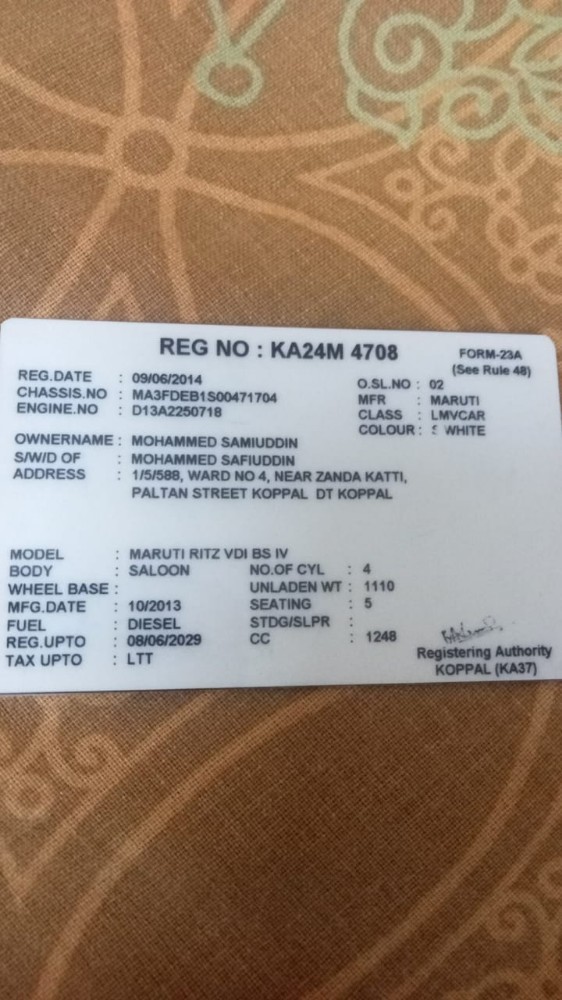 REG NO : KA24M 4708
FORM-23A
(See Rule 48)
REG.DATE : 09/06/2014
O.SL.NO : 02
CHASSIS.NO : MA3FDEB1S00471704
MFR : MARUTI
ENGINE.NO : D13A2250718
CLASS : LMVCAR
COLOUR : WHITE
OWNERNAME : MOHAMMED SAMIUDDIN
S/W/D OF : MOHAMMED SAFIUDDIN
ADDRESS : 1/5/588, WARD NO 4, NEAR ZANDA KATTI,
PALTAN STREET KOPPAL DT KOPPAL
MODEL : MARUTI RITZ VDI BS IV
BODY : SALOON NO.OF CYL : 4
WHEEL BASE : UNLADEN WT : 1110
MFG.DATE : 10/2013 SEATING : 5
FUEL : DIESEL STDG/SLPR :
REG.UPTO : 08/06/2029 CC : 1248
TAX UPTO : LTT
Registering Authority
KOPPAL (KA37)